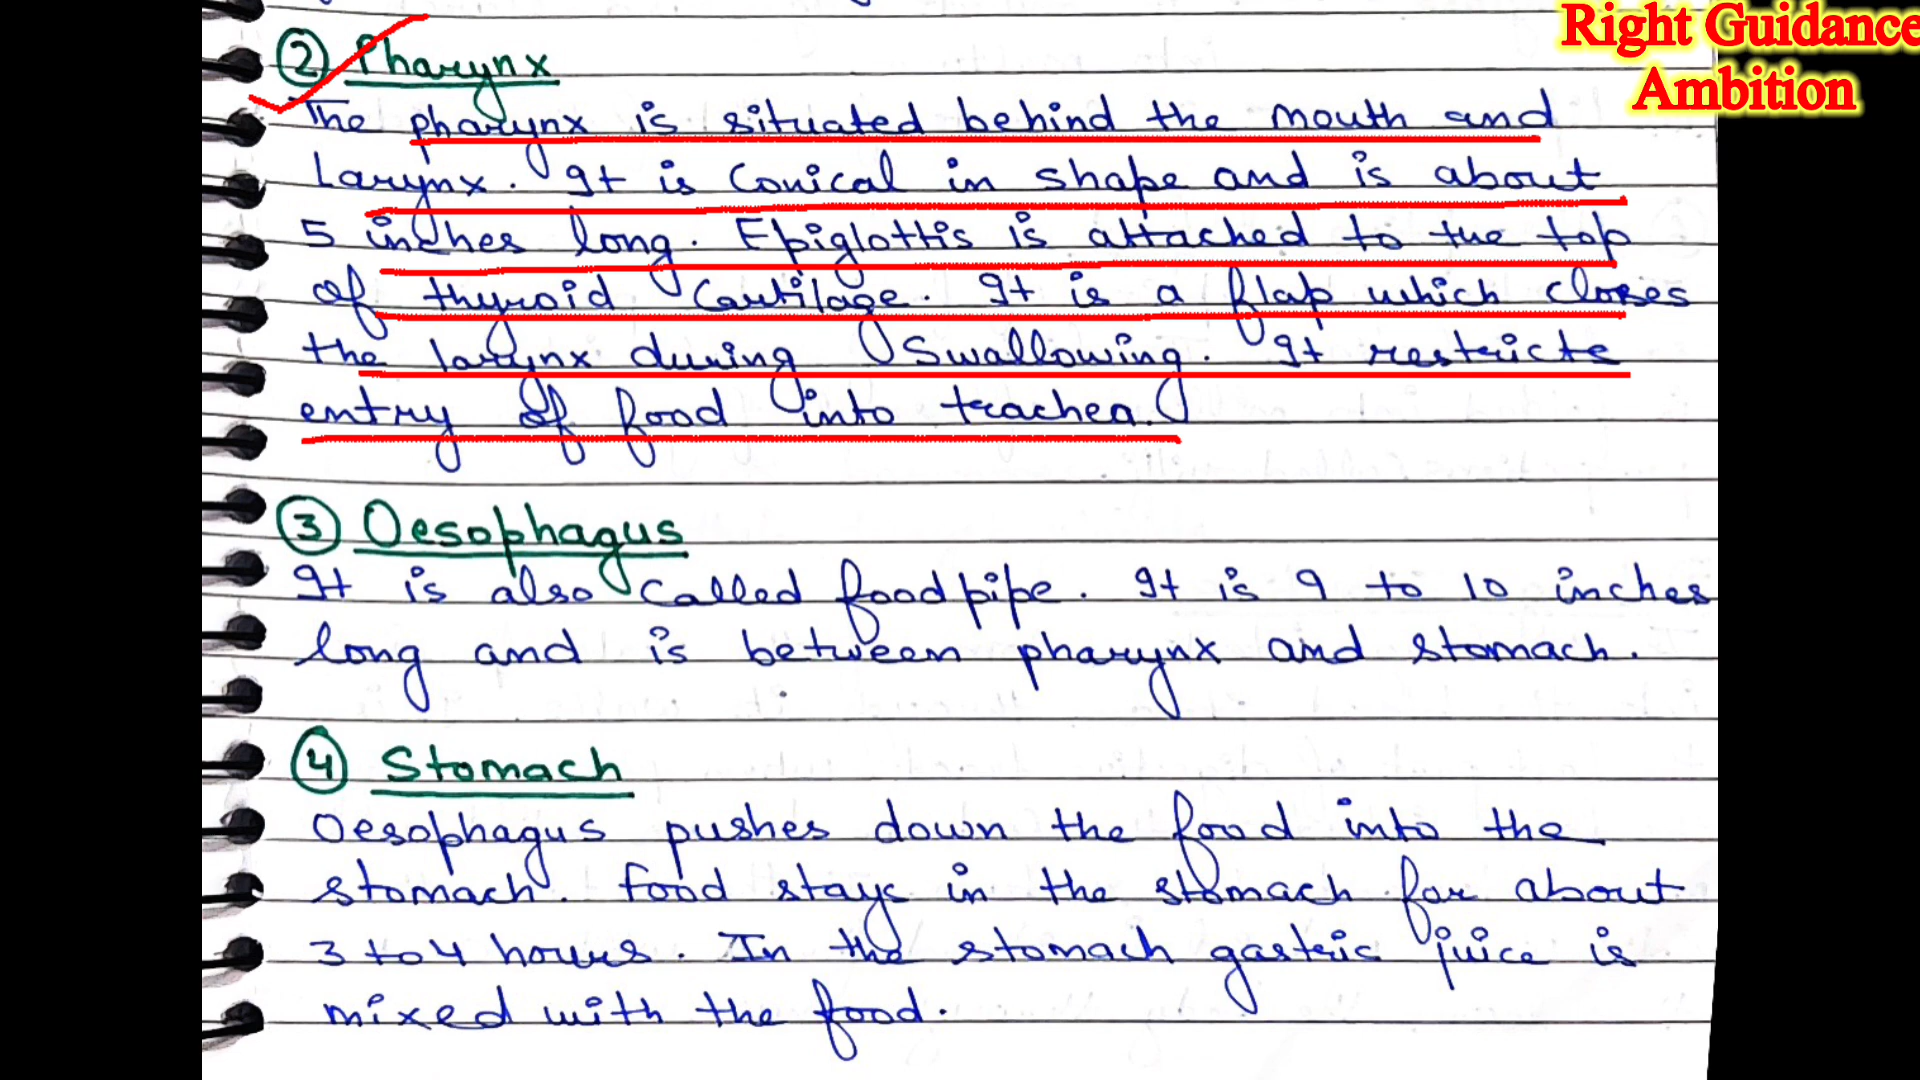 Right Guidance
Ambition
② Pharynx
The pharynx is situated behind the mouth and
Larynx. It is Conical in shape and is about
5 inches long. Epiglottis is attached to the top
of thyroid Cartilage. It is a flap which closes
the larynx during Swallowing. It restricts
entry of food into trachea.
③ Oesophagus
It is also called foodpipe. It is 9 to 10 inches
long and is between pharynx and stomach.
④ Stomach
Oesophagus pushes down the food into the
stomach. Food stays in the stomach for about
3 to 4 hours. In the stomach gastric juice is
mixed with the food.